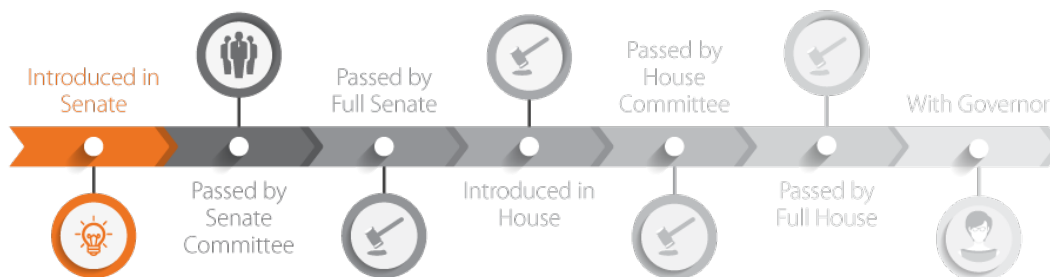 Introduced in
Senate
Passed by
Senate
Committee
Passed by
Full Senate
Introduced in
House
Passed by
House
Committee
Passed by
Full House
With Governor